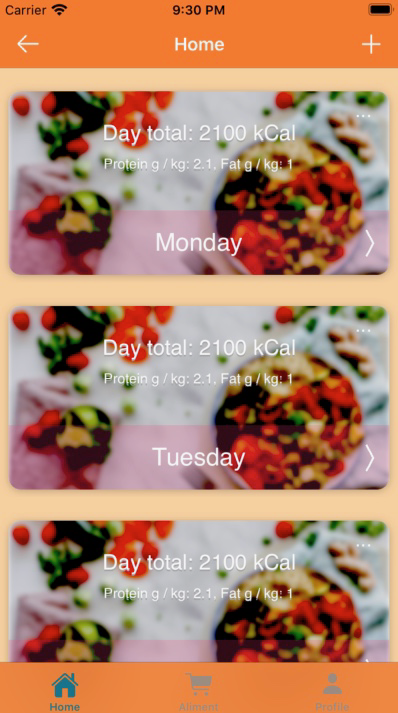 Carrier 9:30 PM
Home
Day total: 2100 kCal
Protein g / kg: 2.1, Fat g / kg: 1
Monday
Day total: 2100 kCal
Protein g / kg: 2.1, Fat g / kg: 1
Tuesday
Day total: 2100 kCal
Protein g / kg: 2.1, Fat g / kg: 1
Home Aliment Profile